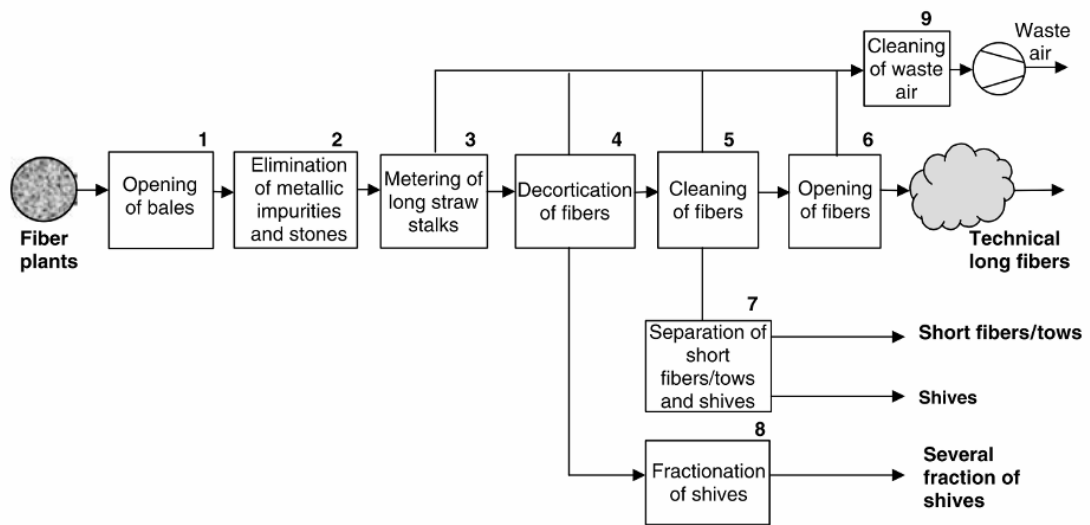 9
Cleaning
of waste
air
Waste
air
1
Opening
of bales
2
Elimination
of metallic
impurities
and stones
3
Metering of
long straw
stalks
4
Decortication
of fibers
5
Cleaning
of fibers
6
Opening
of fibers
Fiber
plants
Technical
long fibers
7
Separation of
short
fibers/tows
and shives
Short fibers/tows
Shives
8
Fractionation
of shives
Several
fraction of
shives